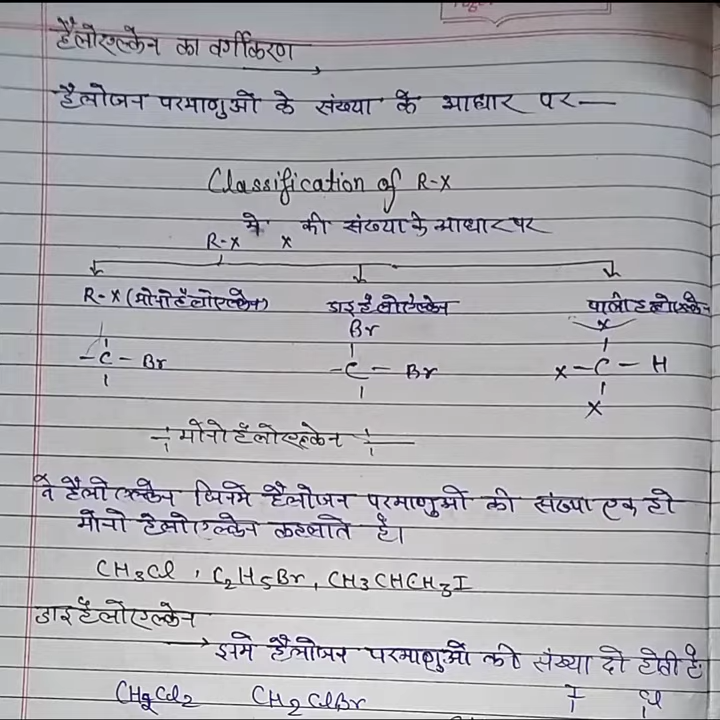 हैलोएल्केन का वर्गीकरण
हैलोजन परमाणुओं के संख्या के आधार पर—
Classification of R-X
R-X में X की संख्या के आधार पर
R-X (मोनोहैलोएल्केन) डाइहैलोएल्केन पालीहैलोएल्केन
Br X
-C-Br -C-Br X-C-H
X
-:- मोनोहैलोएल्केन -:-
वे हैलोएल्केन जिनमें हैलोजन परमाणुओं की संख्या एक हो
मोनो हैलोएल्केन कहलाते हैं।
CH3Cl, C2H5Br, CH3CHCH3I
डाइहैलोएल्केन
→ इसमें हैलोजन परमाणुओं की संख्या दो होती है
CH2Cl2 CH2ClBr I Cl